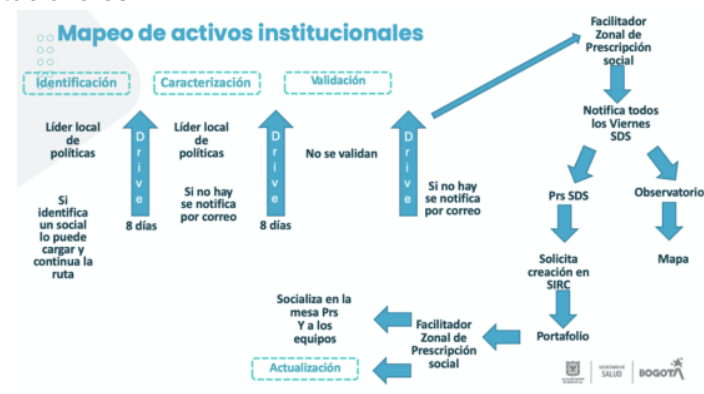 Mapeo de activos institucionales
Identificación
Caracterización
Validación
Líder local
de
políticas
Si
identifica
un social
lo puede
cargar y
continua la
ruta
Drive
8 días
Líder local
de
políticas
Si no hay
se notifica
por correo
Drive
8 días
No se validan
Drive
Si no hay
se notifica
por correo
Facilitador
Zonal de
Prescripción
social
Notifica todos
los Viernes
SDS
Prs SDS
Observatorio
Solicita
creación en
SIRC
Mapa
Portafolio
Facilitador
Zonal de
Prescripción
social
Socializa en la
mesa Prs
Y a los
equipos
Actualización
SALUD
BOGOTÁ